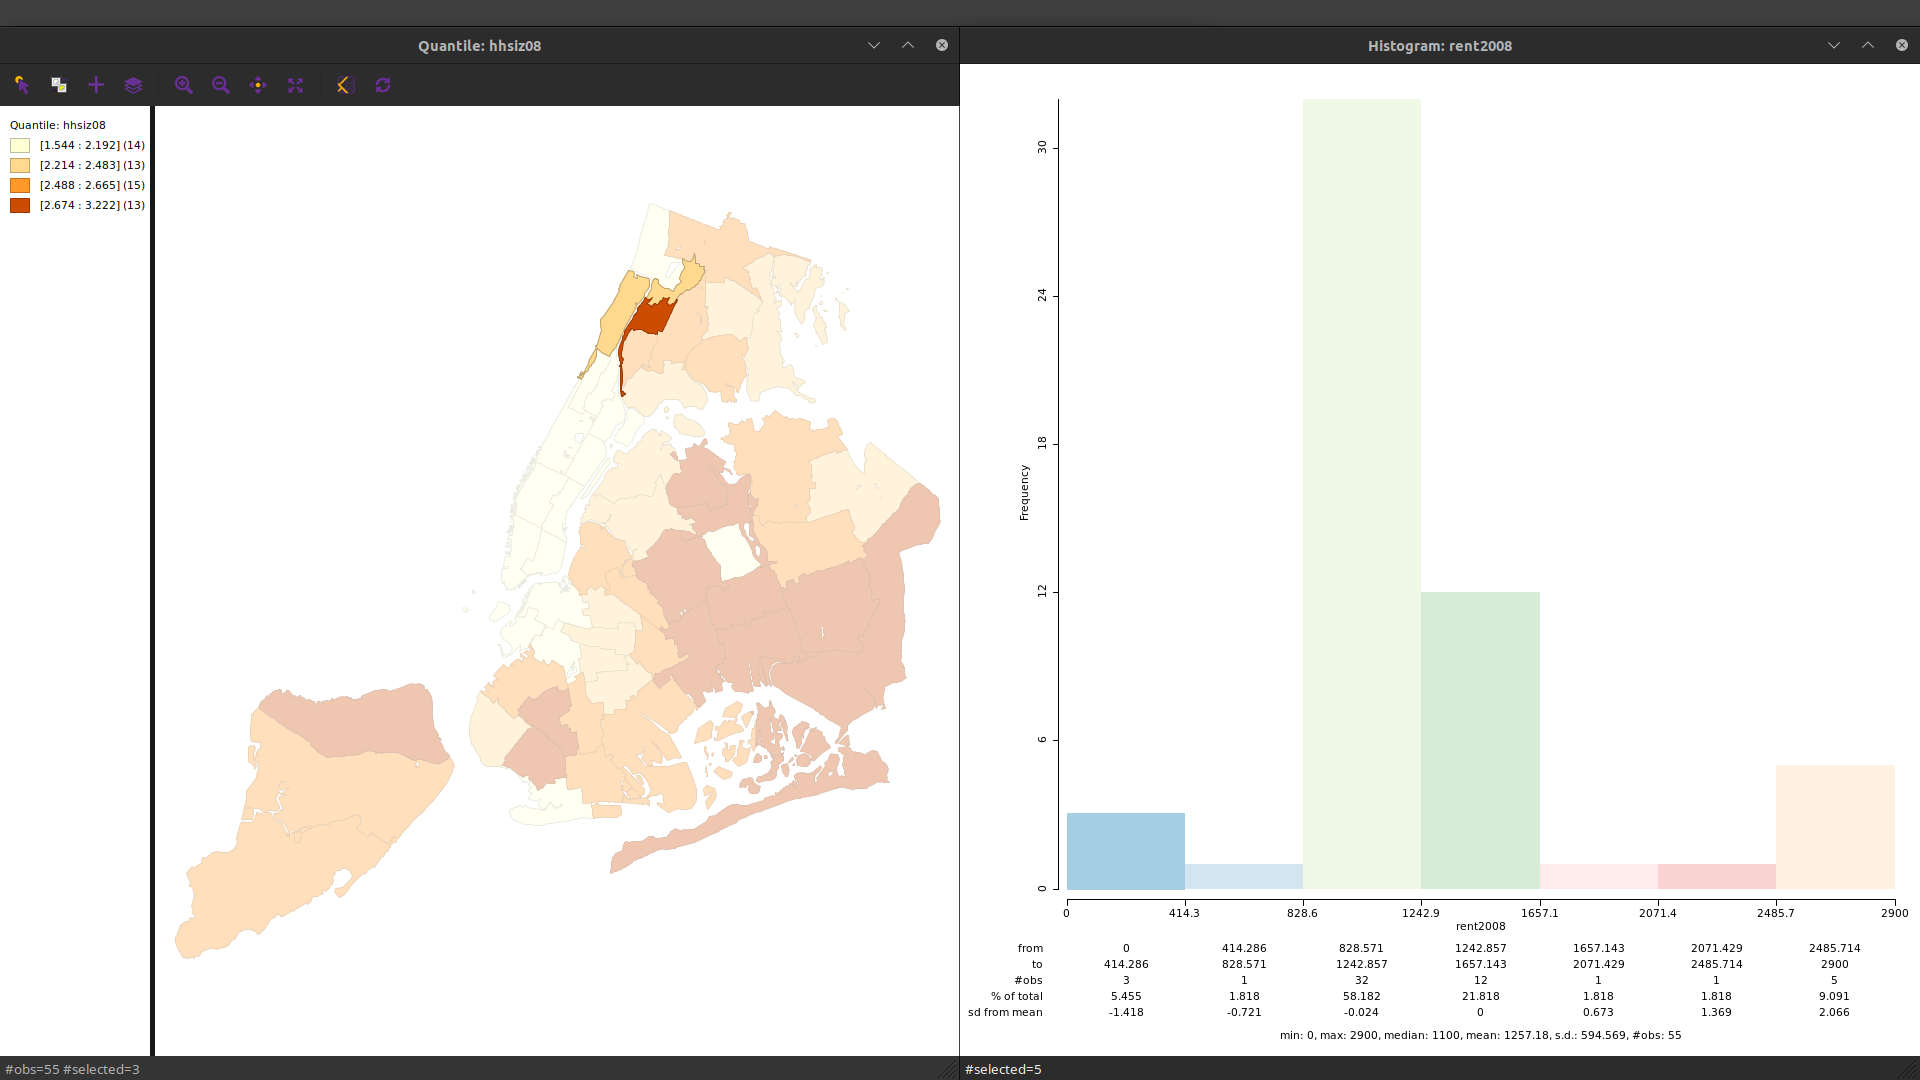 Quantile: hhsiz08
Quantile: hhsiz08
[1.544 : 2.192] (14)
[2.214 : 2.483] (13)
[2.488 : 2.665] (15)
[2.674 : 3.222] (13)
#obs=55 #selected=3
Histogram: rent2008
30
24
18
12
6
0
Frequency
0 414.3 828.6 1242.9 1657.1 2071.4 2485.7 2900
rent2008
from 0 414.286 828.571 1242.857 1657.143 2071.429 2485.714
to 414.286 828.571 1242.857 1657.143 2071.429 2485.714 2900
#obs 3 1 32 12 1 1 5
% of total 5.455 1.818 58.182 21.818 1.818 1.818 9.091
sd from mean -1.418 -0.721 -0.024 0 0.673 1.369 2.066
min: 0, max: 2900, median: 1100, mean: 1257.18, s.d.: 594.569, #obs: 55
#selected=5